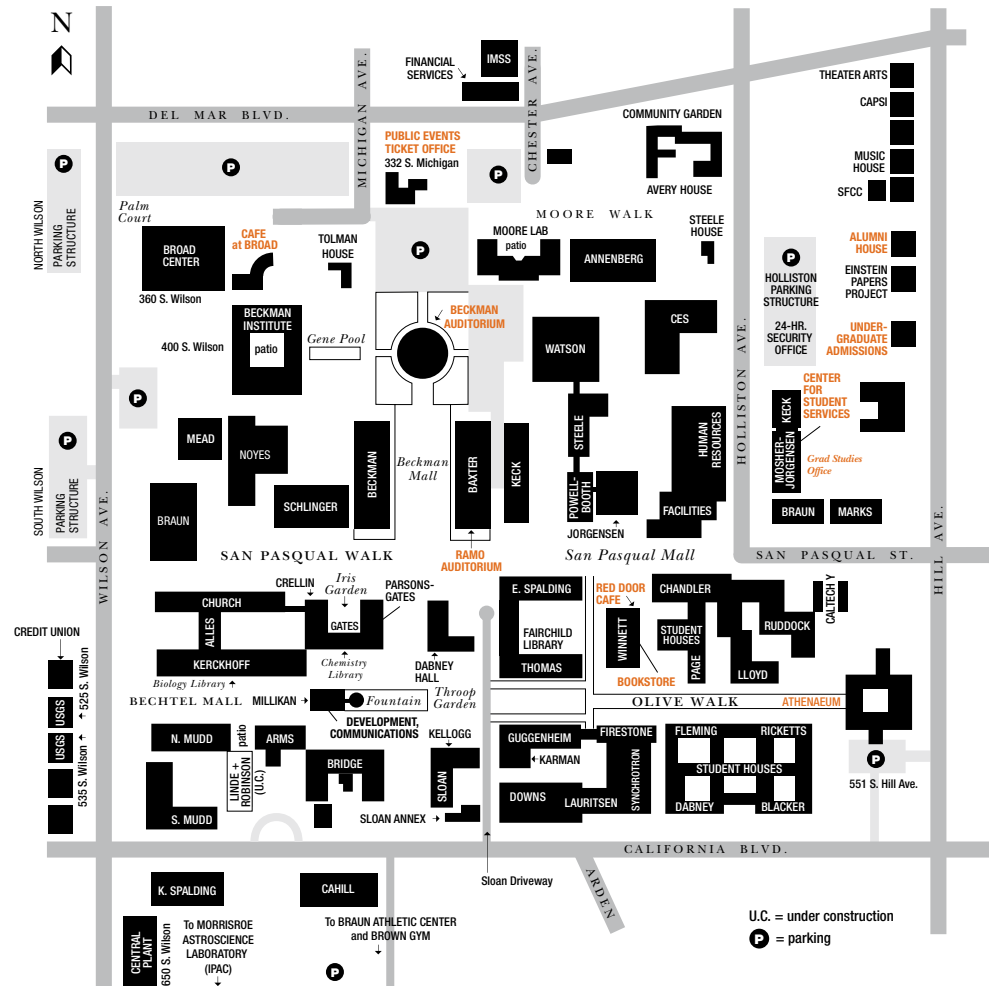 N
MICHIGAN AVE.
FINANCIAL
SERVICES
IMSS
CHESTER AVE.
THEATER ARTS
CAPSI
DEL MAR BLVD.
COMMUNITY GARDEN
PUBLIC EVENTS
TICKET OFFICE
332 S. Michigan
P
P
P
MUSIC
HOUSE
SFCC
AVERY HOUSE
NORTH WILSON
PARKING
STRUCTURE
Palm
Court
MOORE WALK
CAFE
at BROAD
TOLMAN
HOUSE
MOORE LAB
patio
STEELE
HOUSE
ALUMNI
HOUSE
BROAD
CENTER
P
ANNENBERG
P
HOLLISTON
PARKING
STRUCTURE
EINSTEIN
PAPERS
PROJECT
360 S. Wilson
BECKMAN
INSTITUTE
patio
BECKMAN
AUDITORIUM
CES
24-HR.
SECURITY
OFFICE
UNDER-
GRADUATE
ADMISSIONS
400 S. Wilson
Gene Pool
WATSON
HOLLISTON AVE.
CENTER
FOR
STUDENT
SERVICES
P
P
SOUTH WILSON
PARKING
STRUCTURE
MEAD
NOYES
BECKMAN
Beckman
Mall
BAXTER
KECK
STEELE
HUMAN
RESOURCES
KECK
MOSHER-
JORGENSEN
Grad Studies
Office
SCHLINGER
BRAUN
POWELL-
BOOTH
FACILITIES
BRAUN
MARKS
JORGENSEN
WILSON AVE.
SAN PASQUAL WALK
RAMO
AUDITORIUM
San Pasqual Mall
SAN PASQUAL ST.
HILL AVE.
CRELLIN
Iris
Garden
PARSONS-
GATES
E. SPALDING
RED DOOR
CAFE
CHANDLER
CALTECH Y
CHURCH
ALLES
GATES
FAIRCHILD
LIBRARY
WINNETT
STUDENT
HOUSES
PAGE
RUDDOCK
CREDIT UNION
KERCKHOFF
Chemistry
Library
DABNEY
HALL
THOMAS
LLOYD
Biology Library
BOOKSTORE
USGS
525 S. Wilson
BECHTEL MALL
MILLIKAN
Fountain
Throop
Garden
OLIVE WALK
ATHENAEUM
DEVELOPMENT,
COMMUNICATIONS
USGS
535 S. Wilson
N. MUDD
patio
ARMS
KELLOGG
GUGGENHEIM
FIRESTONE
FLEMING
RICKETTS
LINDE +
ROBINSON
(U.C.)
BRIDGE
SLOAN
KARMAN
SYNCHROTRON
STUDENT HOUSES
P
551 S. Hill Ave.
DOWNS
LAURITSEN
DABNEY
BLACKER
S. MUDD
SLOAN ANNEX
CALIFORNIA BLVD.
Sloan Driveway
ARDEN
K. SPALDING
CAHILL
CENTRAL
PLANT
650 S. Wilson
To MORRISROE
ASTROSCIENCE
LABORATORY
(IPAC)
To BRAUN ATHLETIC CENTER
and BROWN GYM
P
U.C. = under construction
P = parking